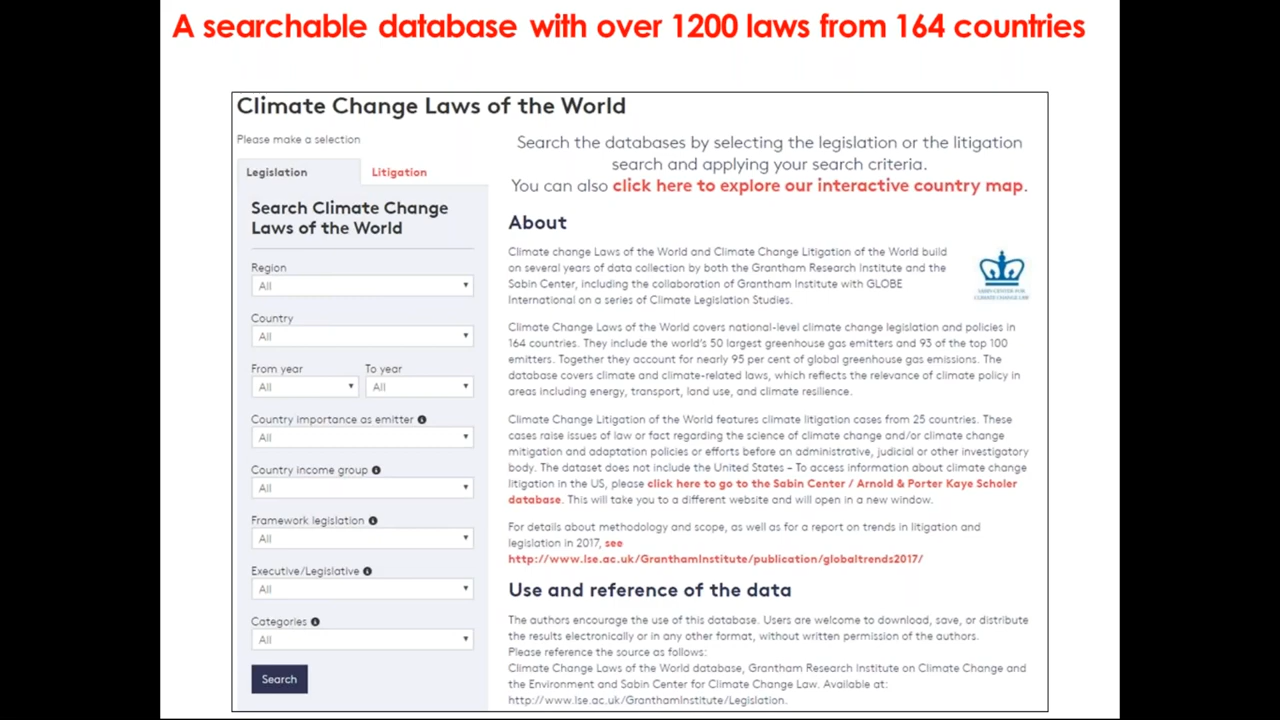 A searchable database with over 1200 laws from 164 countries
Climate Change Laws of the World
Please make a selection
Legislation
Litigation
Search Climate Change
Laws of the World
Region
All
Country
All
From year
To year
All
All
Country importance as emitter
All
Country income group
All
Framework legislation
All
Executive/Legislative
All
Categories
All
Search
Search the databases by selecting the legislation or the litigation
search and applying your search criteria.
You can also click here to explore our interactive country map.
About
Climate change Laws of the World and Climate Change Litigation of the World build
on several years of data collection by both the Grantham Research Institute and the
Sabin Center, including the collaboration of Grantham Institute with GLOBE
International on a series of Climate Legislation Studies.
SABIN CENTER FOR
CLIMATE CHANGE LAW
Climate Change Laws of the World covers national-level climate change legislation and policies in
164 countries. They include the world's 50 largest greenhouse gas emitters and 93 of the top 100
emitters. Together they account for nearly 95 per cent of global greenhouse gas emissions. The
database covers climate and climate-related laws, which reflects the relevance of climate policy in
areas including energy, transport, land use, and climate resilience.
Climate Change Litigation of the World features climate litigation cases from 25 countries. These
cases raise issues of law or fact regarding the science of climate change and/or climate change
mitigation and adaptation policies or efforts before an administrative, judicial or other investigatory
body. The dataset does not include the United States – To access information about climate change
litigation in the US, please click here to go to the Sabin Center / Arnold & Porter Kaye Scholer
database. This will take you to a different website and will open in a new window.
For details about methodology and scope, as well as for a report on trends in litigation and
legislation in 2017, see
http://www.lse.ac.uk/GranthamInstitute/publication/globaltrends2017/
Use and reference of the data
The authors encourage the use of this database. Users are welcome to download, save, or distribute
the results electronically or in any other format, without written permission of the authors.
Please reference the source as follows:
Climate Change Laws of the World database, Grantham Research Institute on Climate Change and
the Environment and Sabin Center for Climate Change Law. Available at:
http://www.lse.ac.uk/GranthamInstitute/Legislation.